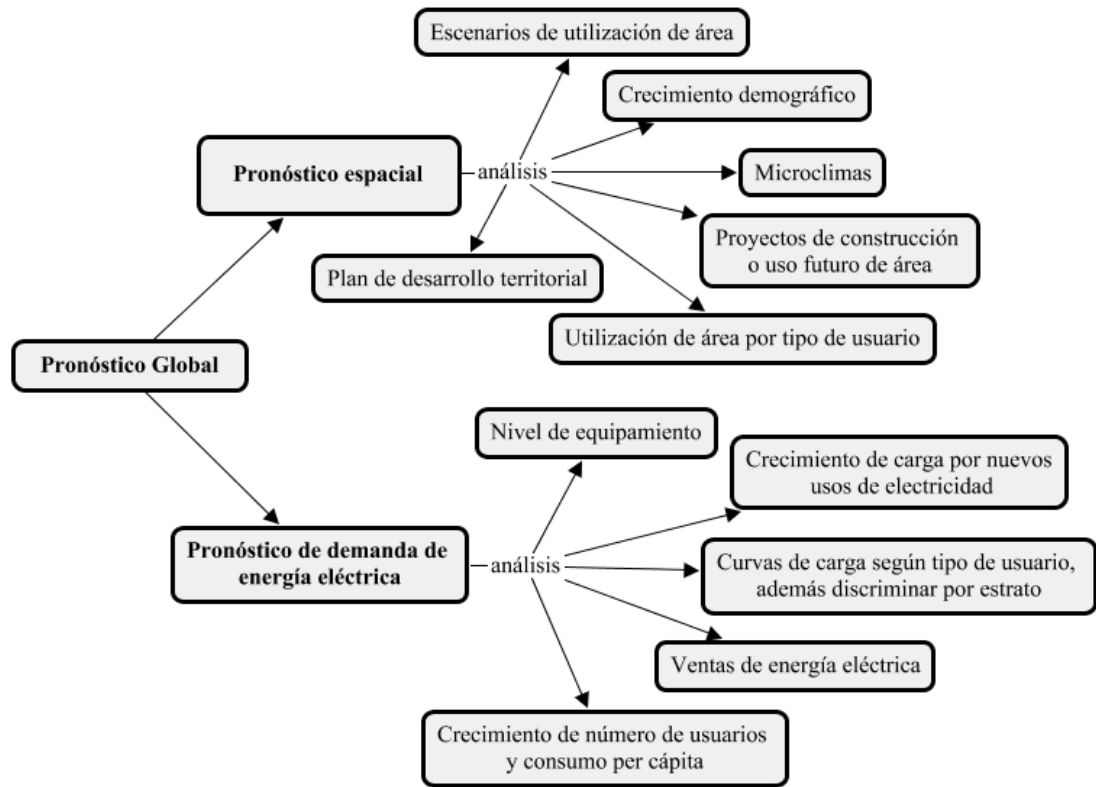 Escenarios de utilización de área
Crecimiento demográfico
Pronóstico espacial
análisis
Microclimas
Proyectos de construcción
o uso futuro de área
Plan de desarrollo territorial
Utilización de área por tipo de usuario
Pronóstico Global
Nivel de equipamiento
Crecimiento de carga por nuevos
usos de electricidad
Pronóstico de demanda de
energía eléctrica
análisis
Curvas de carga según tipo de usuario,
además discriminar por estrato
Ventas de energía eléctrica
Crecimiento de número de usuarios
y consumo per cápita